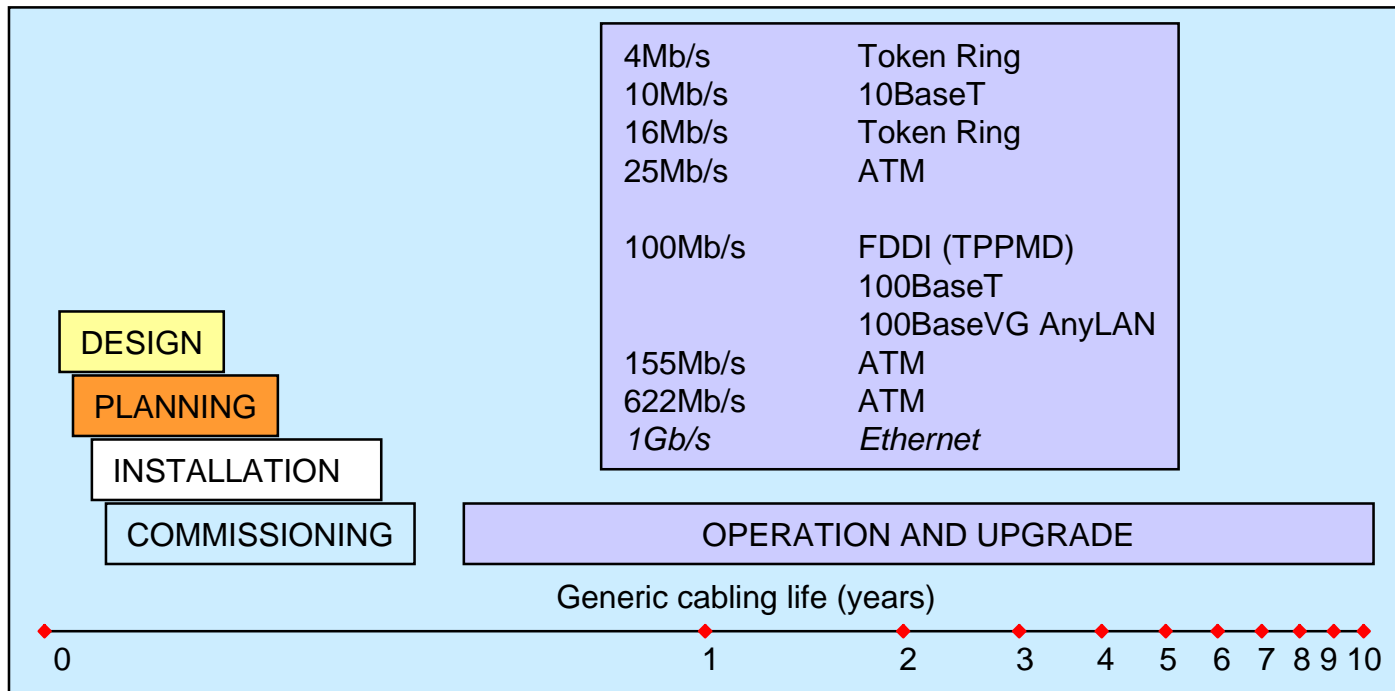 4Mb/s Token Ring
10Mb/s 10BaseT
16Mb/s Token Ring
25Mb/s ATM
100Mb/s FDDI (TPPMD)
100BaseT
100BaseVG AnyLAN
155Mb/s ATM
622Mb/s ATM
1Gb/s Ethernet
DESIGN
PLANNING
INSTALLATION
COMMISSIONING OPERATION AND UPGRADE
Generic cabling life (years)
0 1 2 3 4 5 6 7 8 9 10